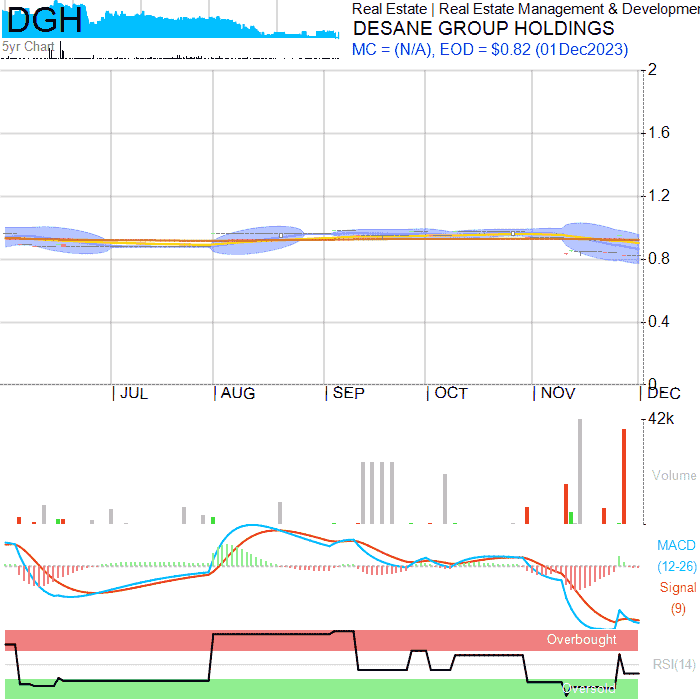 DGH
Real Estate | Real Estate Management & Developmen
DESANE GROUP HOLDINGS
MC = (N/A), EOD = $0.82 (01Dec2023)
5yr Chart
2
1.6
1.2
0.8
0.4
0
JUL AUG SEP OCT NOV DEC
42k
Volume
MACD
(12-26)
Signal
(9)
Overbought
RSI(14)
Oversold